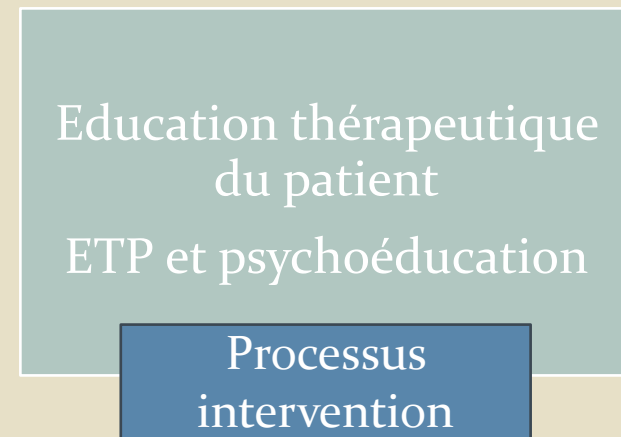 Education thérapeutique
du patient
ETP et psychoéducation
Processus
intervention